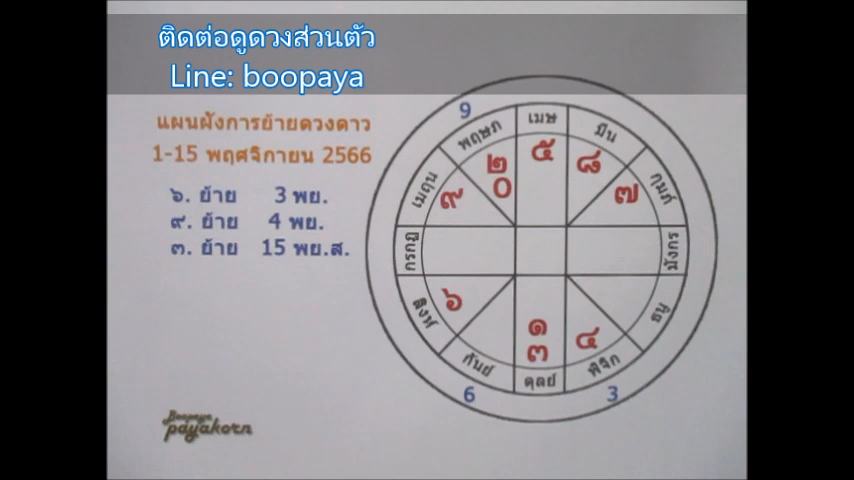 ติดต่อดูดวงส่วนตัว
Line: boopaya
แผนผังการย้ายดวงดาว
1-15 พฤศจิกายน 2566
๖. ย้าย 3 พย.
๙. ย้าย 4 พย.
๓. ย้าย 15 พย.ส.
9
เมษ
พฤษภ
มีน
๕
๒
๘
๐
เมถุน
๙
๗
กุมภ์
กรกฎ
มังกร
สิงห์
๖
ธนู
๑
๔
๓
กันย์
ตุลย์
พิจิก
6
3
Boopaya
payakorn